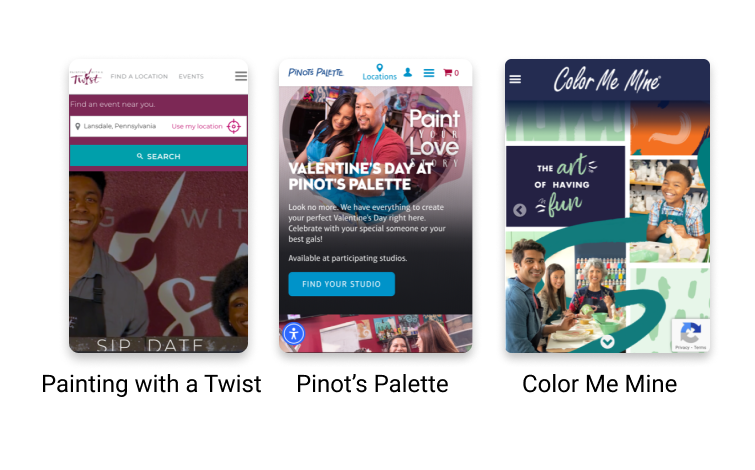 Twist
FIND A LOCATION
EVENTS
Find an event near you.
Lansdale, Pennsylvania
Use my location
SEARCH
G WIT
SIP, DATE
Painting with a Twist
PINOT'S PALETTE
Locations
0
Paint
YOUR
Love
STORY
VALENTINE'S DAY AT
PINOT'S PALETTE
Look no more. We have everything to create
your perfect Valentine's Day right here.
Celebrate with your special someone or your
best gals!
Available at participating studios.
FIND YOUR STUDIO
Pinot's Palette
Color Me Mine
THE art
OF HAVING
fun
Privacy - Terms
Color Me Mine